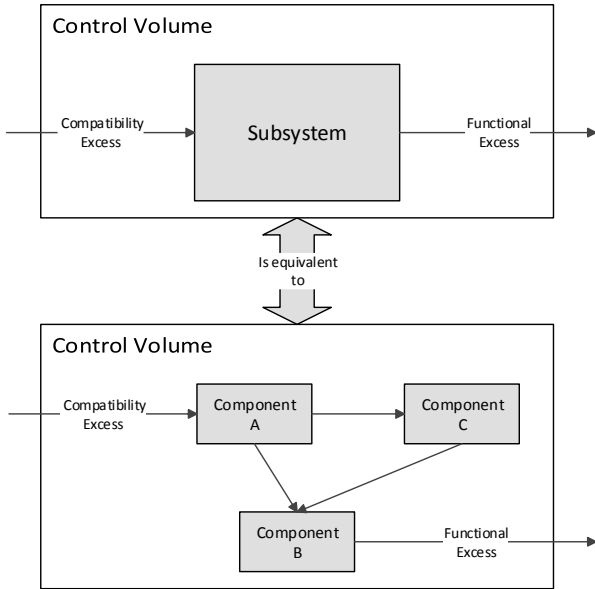 Control Volume
Compatibility
Excess
Subsystem
Functional
Excess
Is equivalent
to
Control Volume
Compatibility
Excess
Component
A
Component
C
Component
B
Functional
Excess